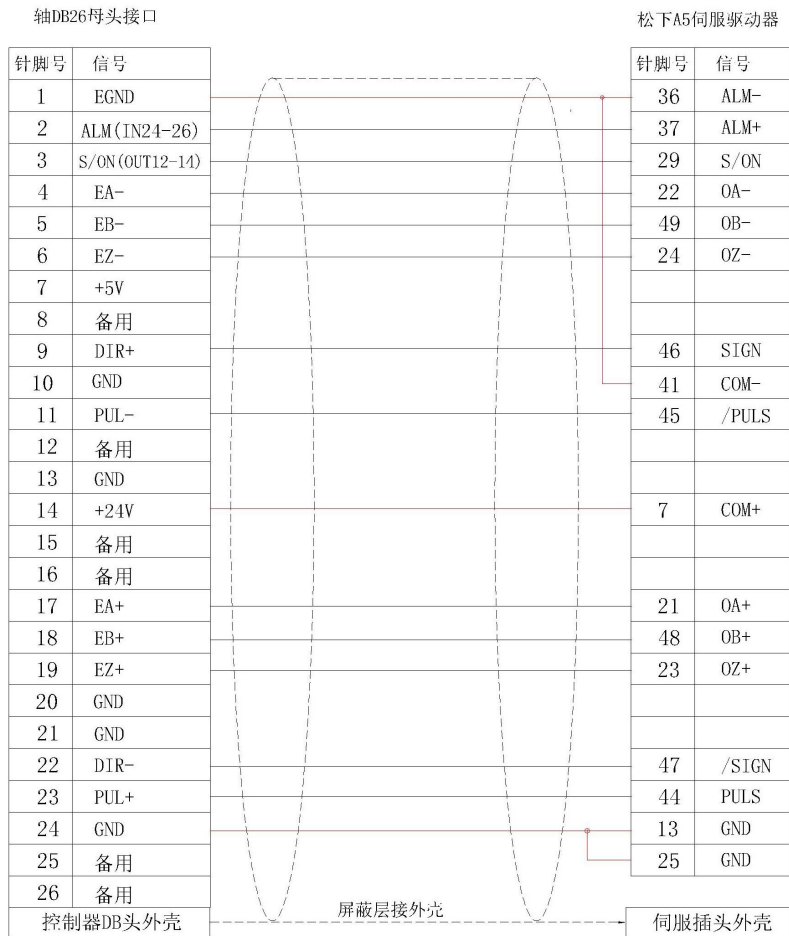 轴DB26母头接口 松下A5伺服驱动器
针脚号 信号 针脚号 信号
1 EGND 36 ALM-
2 ALM(IN24-26) 37 ALM+
3 S/ON(OUT12-14) 29 S/ON
4 EA- 22 OA-
5 EB- 49 OB-
6 EZ- 24 OZ-
7 +5V
8 备用
9 DIR+ 46 SIGN
10 GND 41 COM-
11 PUL- 45 /PULS
12 备用
13 GND
14 +24V 7 COM+
15 备用
16 备用
17 EA+ 21 OA+
18 EB+ 48 OB+
19 EZ+ 23 OZ+
20 GND
21 GND
22 DIR- 47 /SIGN
23 PUL+ 44 PULS
24 GND 13 GND
25 备用 25 GND
26 备用
控制器DB头外壳 屏蔽层接外壳 伺服插头外壳